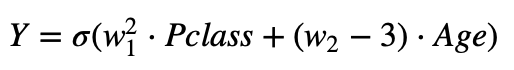 Y = σ(w₁² · Pclass + (w₂ − 3) · Age)